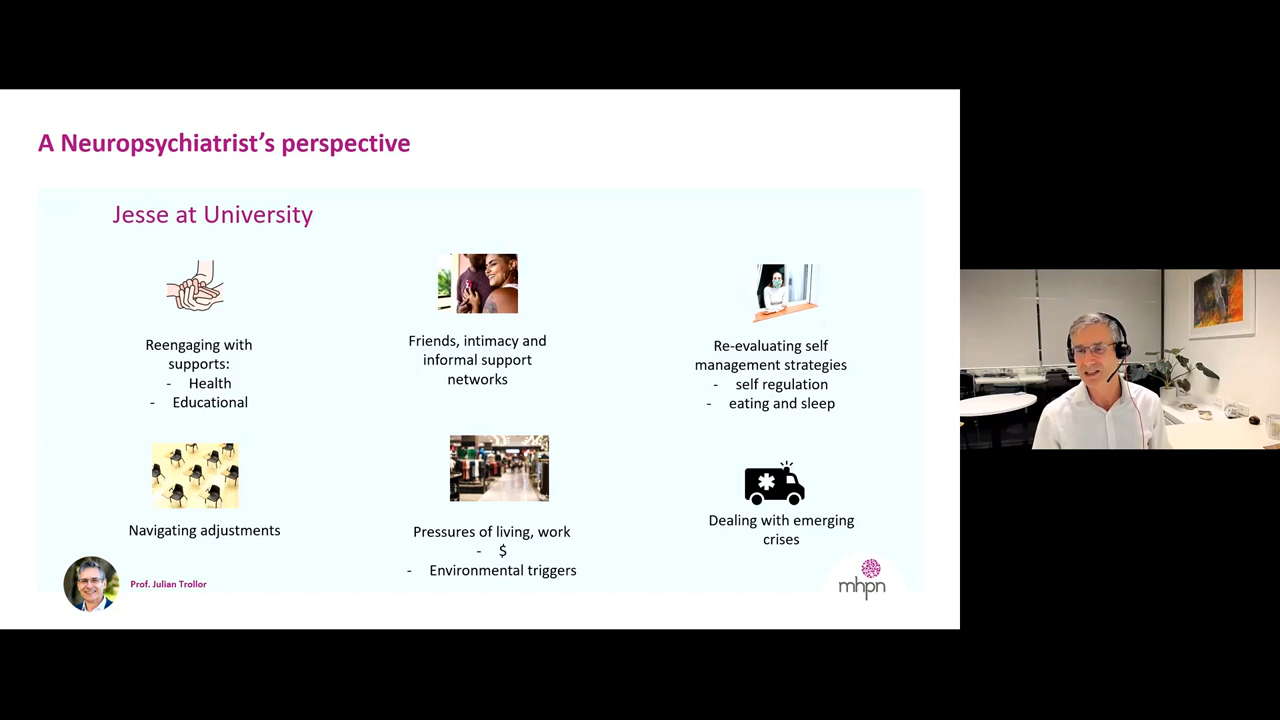 A Neuropsychiatrist's perspective
Jesse at University
Reengaging with
supports:
- Health
- Educational
Friends, intimacy and
informal support
networks
Re-evaluating self
management strategies
- self regulation
- eating and sleep
Navigating adjustments
Pressures of living, work
- $
- Environmental triggers
Dealing with emerging
crises
Prof. Julian Trollor
mhpn